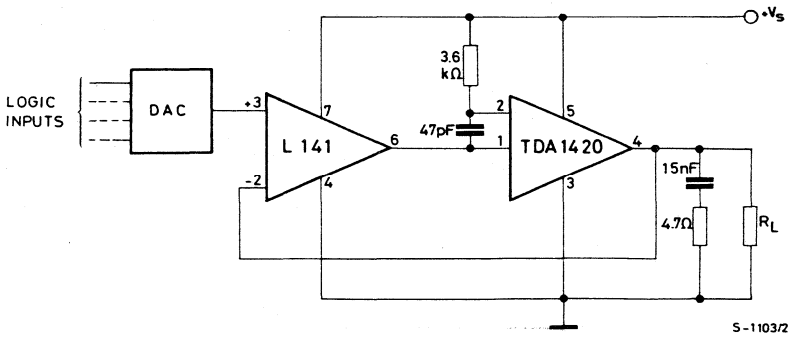 +Vs
3.6
kΩ
LOGIC
INPUTS
DAC
+3
7
L 141
6
-2
4
47pF
2
1
5
TDA1420
4
3
15nF
4.7Ω
RL
S-1103/2